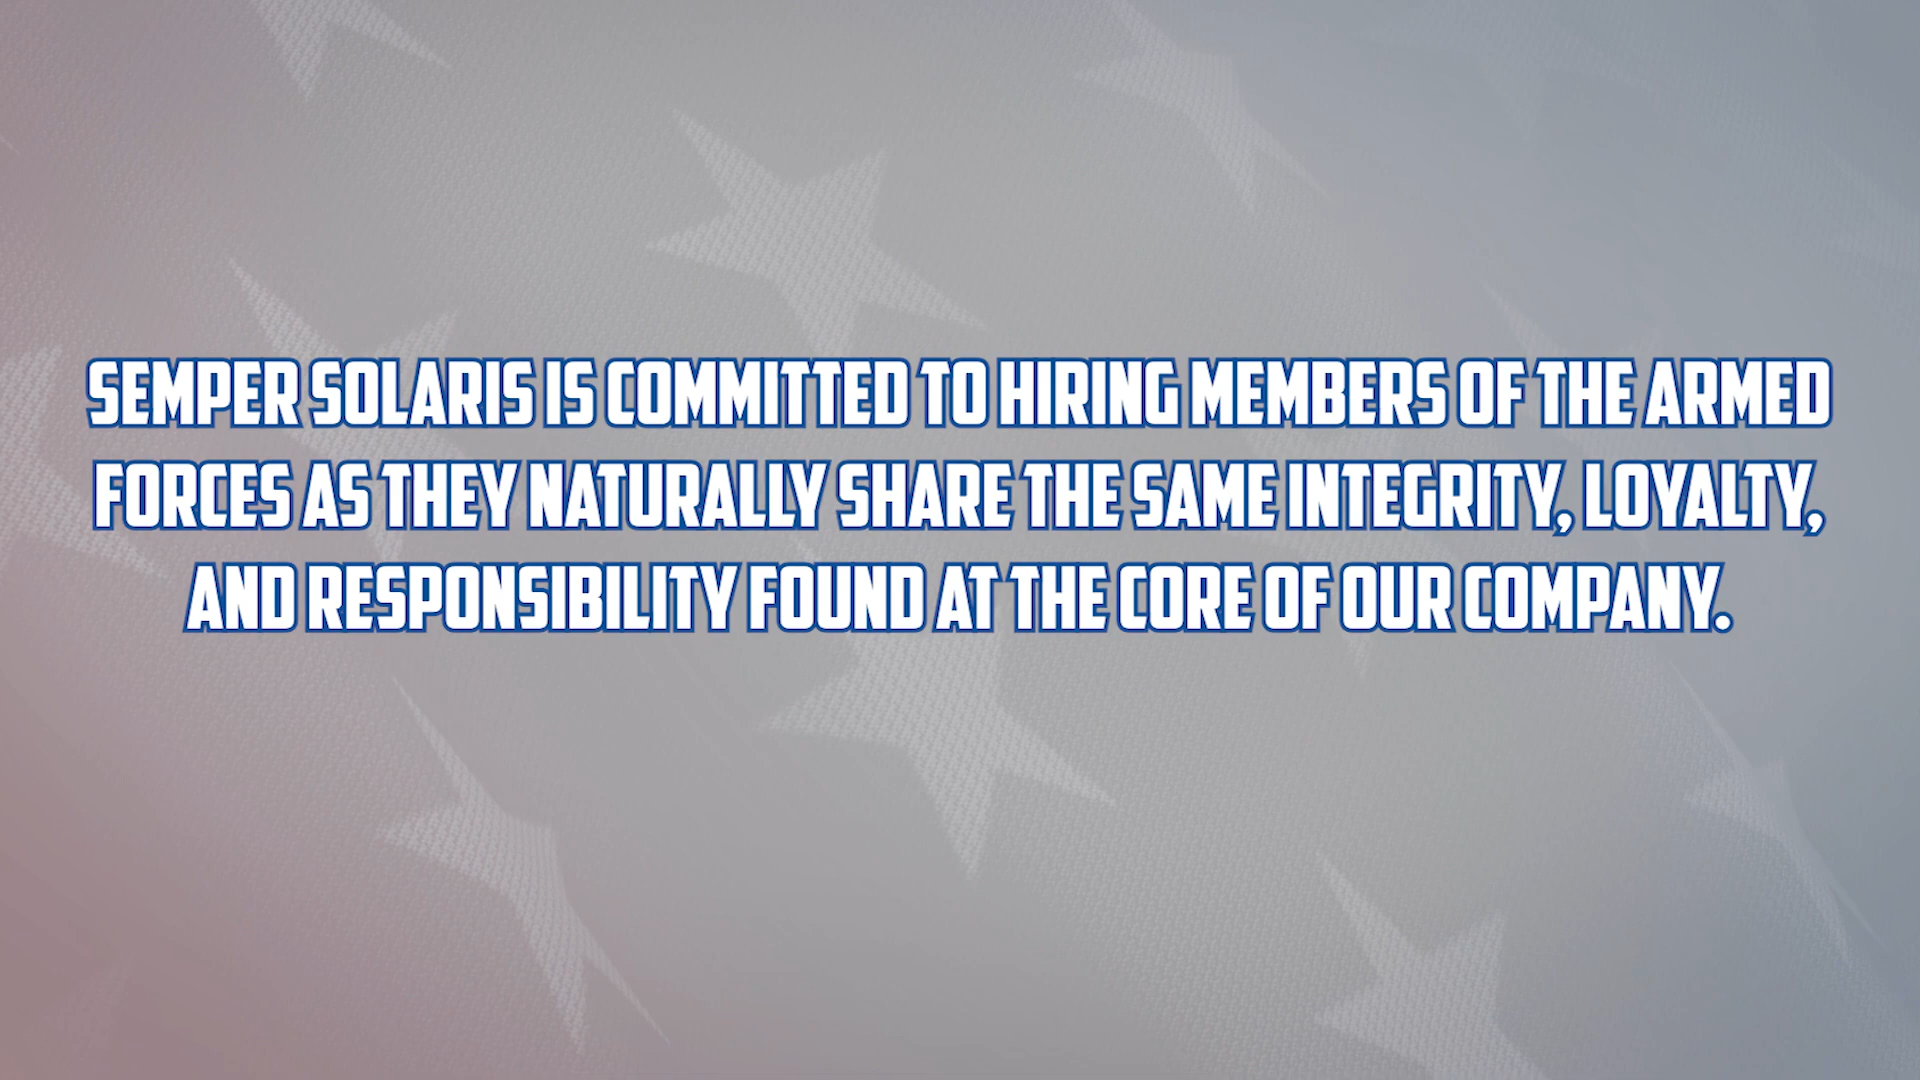 SEMPER SOLARIS IS COMMITTED TO HIRING MEMBERS OF THE ARMED
FORCES AS THEY NATURALLY SHARE THE SAME INTEGRITY, LOYALTY,
AND RESPONSIBILITY FOUND AT THE CORE OF OUR COMPANY.